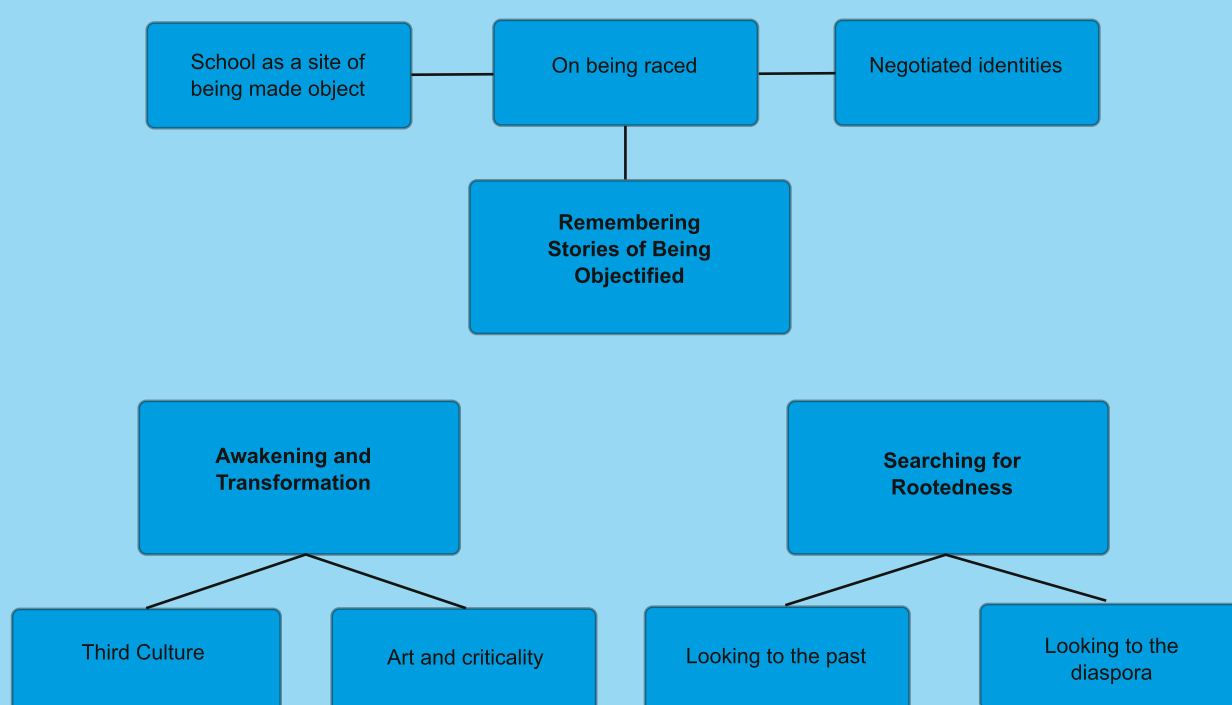 School as a site of
being made object
On being raced
Negotiated identities
Remembering
Stories of Being
Objectified
Awakening and
Transformation
Searching for
Rootedness
Third Culture
Art and criticality
Looking to the past
Looking to the
diaspora